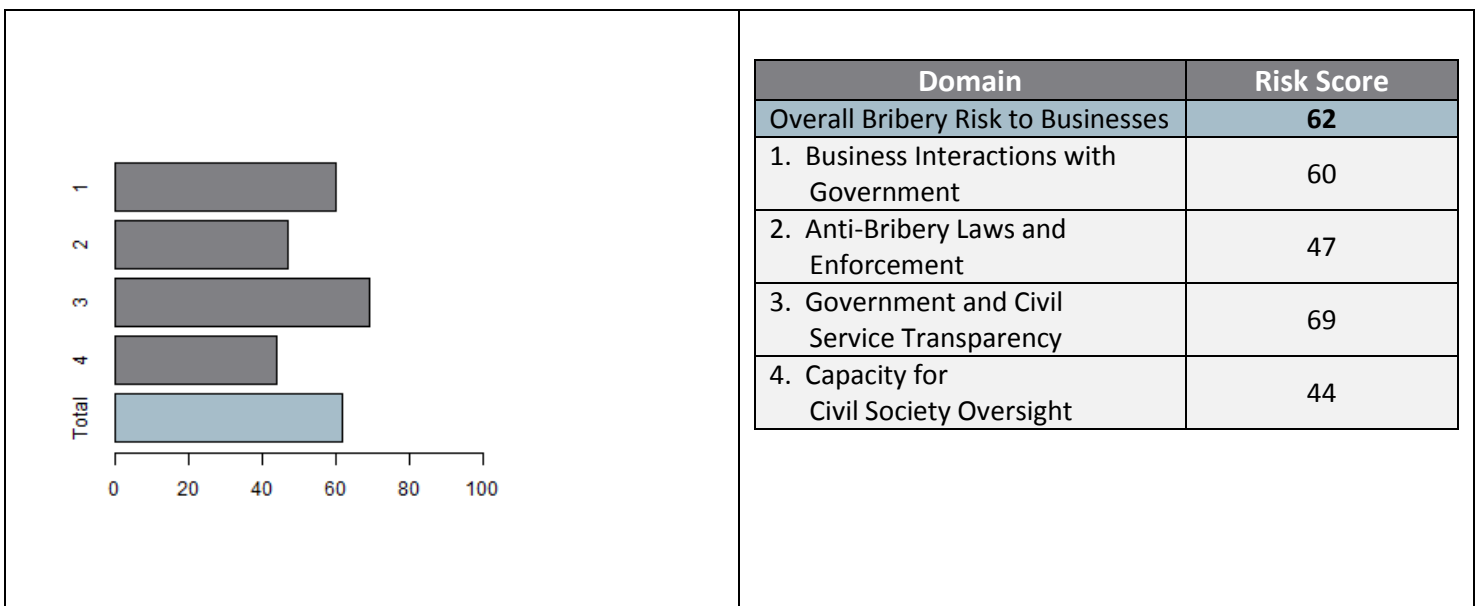 1
2
3
4
Total
0 20 40 60 80 100
Domain Risk Score
Overall Bribery Risk to Businesses 62
1. Business Interactions with
Government
60
2. Anti-Bribery Laws and
Enforcement
47
3. Government and Civil
Service Transparency
69
4. Capacity for
Civil Society Oversight
44